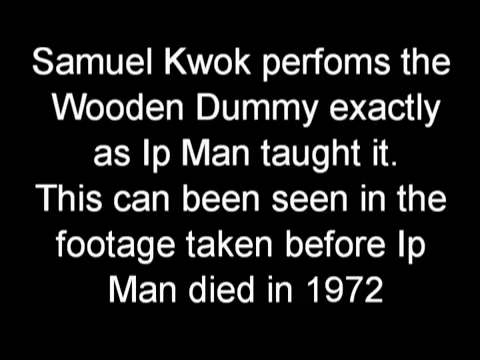 Samuel Kwok perfoms the
Wooden Dummy exactly
as Ip Man taught it.
This can been seen in the
footage taken before Ip
Man died in 1972